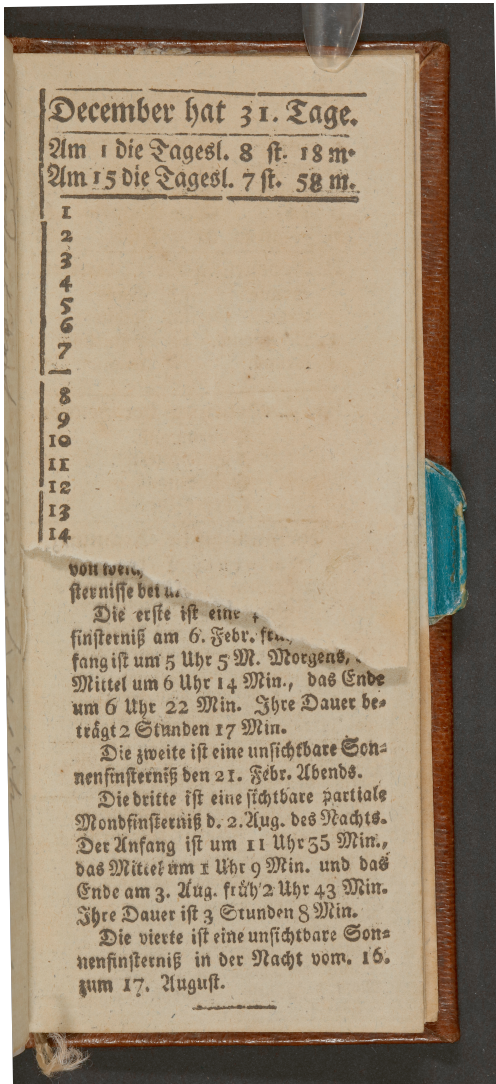 December hat 31. Tage.
Am 1 die Tagesl. 8 st. 18 m.
Am 15 die Tagesl. 7 st. 58 m.
1
2
3
4
5
6
7
8
9
10
11
12
13
14
von
sternisse bei
Die erste ist eine
finsterniß am 6. Febr.
fang ist um 5 Uhr 5 M. Morgens,
Mittel um 6 Uhr 14 Min., das Ende
um 6 Uhr 22 Min. Ihre Dauer be-
trägt 2 Stunden 17 Min.
Die zweite ist eine unsichtbare Son-
nenfinsterniß den 21. Febr. Abends.
Die dritte ist eine sichtbare partiale
Mondfinsterniß d. 2. Aug. des Nachts.
Der Anfang ist um 11 Uhr 35 Min.,
das Mittel um 1 Uhr 9 Min. und das
Ende am 3. Aug. früh 2 Uhr 43 Min.
Ihre Dauer ist 3 Stunden 8 Min.
Die vierte ist eine unsichtbare Son-
nenfinsterniß in der Nacht vom. 16.
zum 17. August.